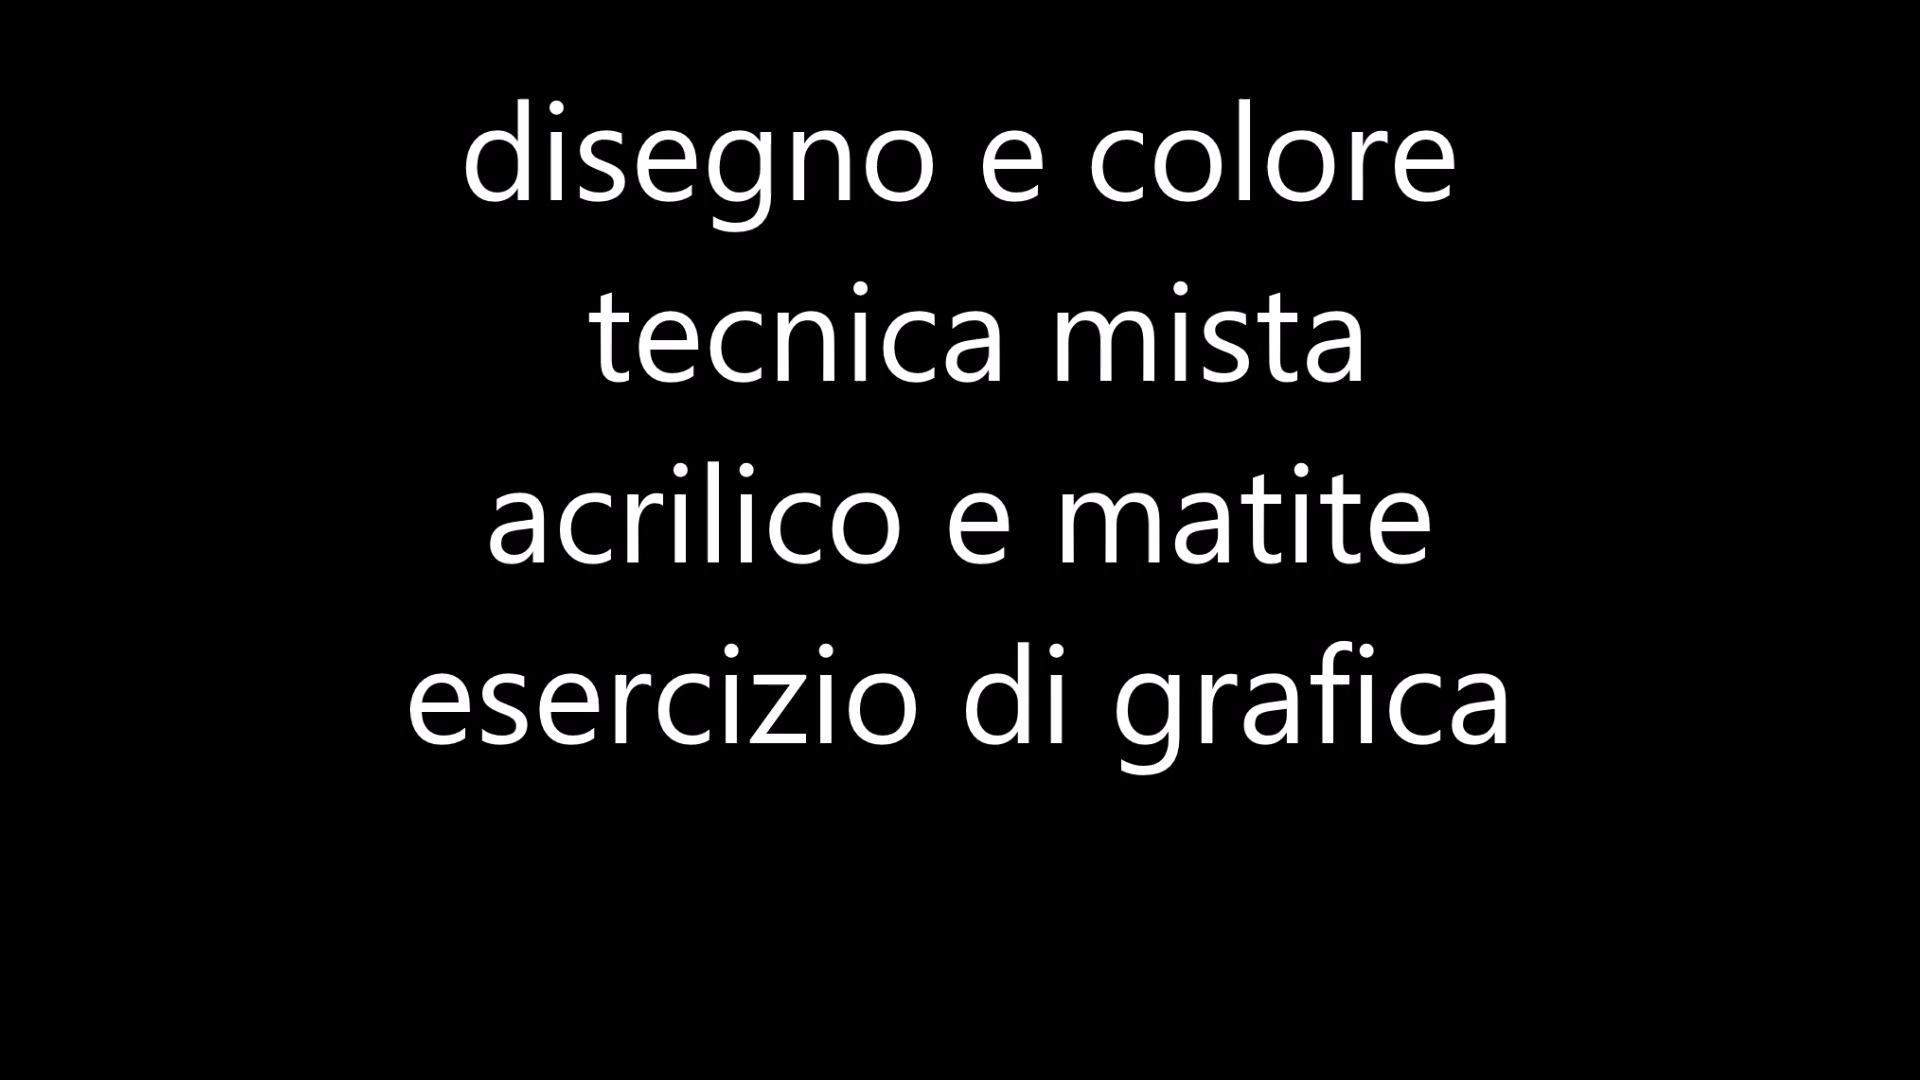 disegno e colore
tecnica mista
acrilico e matite
esercizio di grafica